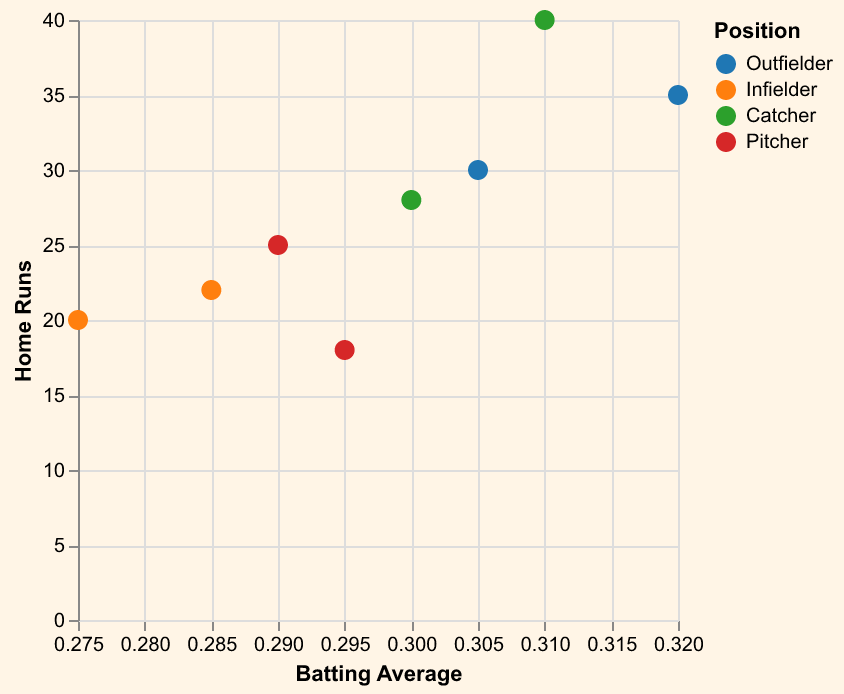 Position
Outfielder
Infielder
Catcher
Pitcher
Home Runs
40
35
30
25
20
15
10
5
0
0.275 0.280 0.285 0.290 0.295 0.300 0.305 0.310 0.315 0.320
Batting Average